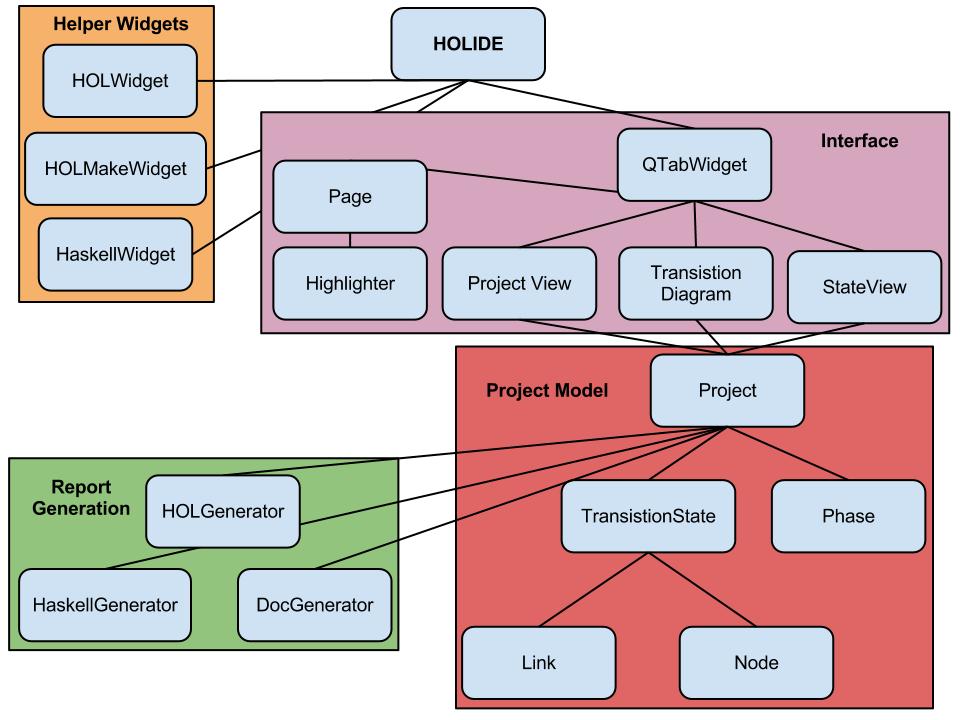 Helper Widgets
HOLWidget
HOLMakeWidget
HaskellWidget
HOLIDE
Interface
QTabWidget
Page
Highlighter
Project View
Transistion
Diagram
StateView
Project Model
Project
TransistionState
Phase
Link
Node
Report
Generation
HOLGenerator
HaskellGenerator
DocGenerator